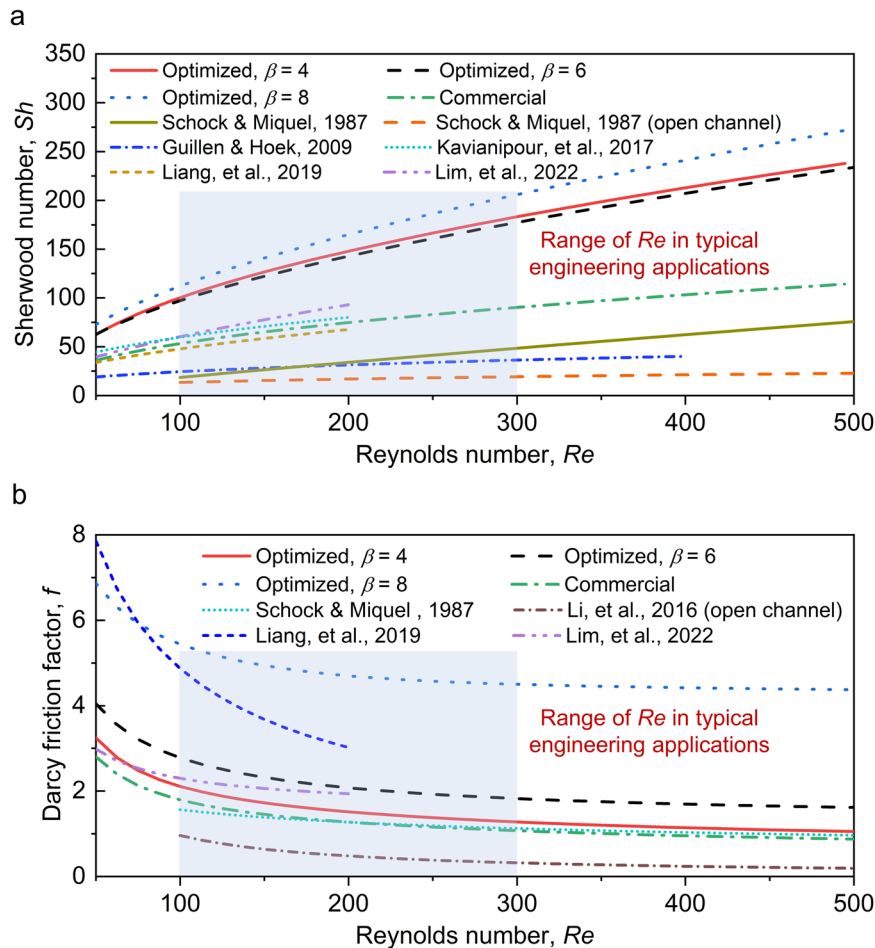 a
350
300
250
200
150
100
50
0
Sherwood number, Sh
Optimized, β = 4
Optimized, β = 6
Optimized, β = 8
Commercial
Schock & Miquel, 1987
Schock & Miquel, 1987 (open channel)
Guillen & Hoek, 2009
Kavianipour, et al., 2017
Liang, et al., 2019
Lim, et al., 2022
Range of Re in typical
engineering applications
100
200
300
400
500
Reynolds number, Re
b
8
6
4
2
0
Darcy friction factor, f
Optimized, β = 4
Optimized, β = 6
Optimized, β = 8
Commercial
Schock & Miquel , 1987
Li, et al., 2016 (open channel)
Liang, et al., 2019
Lim, et al., 2022
Range of Re in typical
engineering applications
100
200
300
400
500
Reynolds number, Re